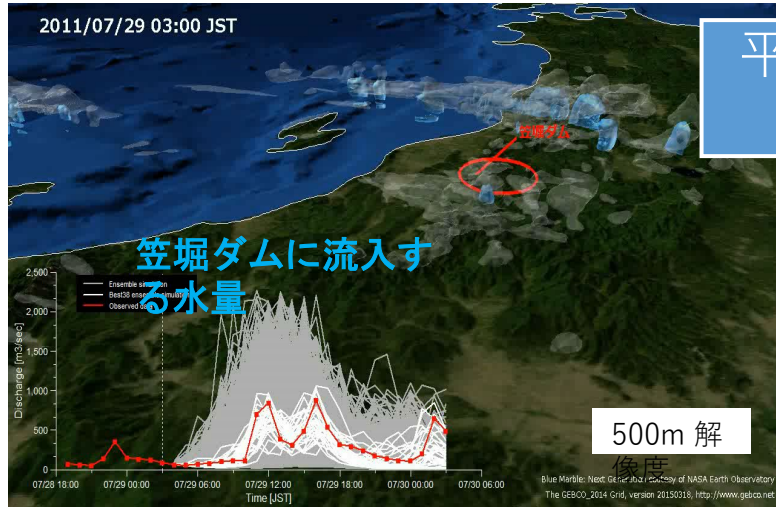 2011/07/29 03:00 JST
平
笠堀ダム
笠堀ダムに流入す
る水量
Ensemble simulation
Best38 ensemble simulation
Observed data
Discharge [m3/sec]
2,500
2,000
1,500
1,000
500
0
07/28 18:00 07/29 00:00 07/29 06:00 07/29 12:00 07/29 18:00 07/30 00:00 07/30 06:00
Time [JST]
500m 解
像度
Blue Marble: Next Generation courtesy of NASA Earth Observatory
The GEBCO_2014 Grid, version 20150318, http://www.gebco.net